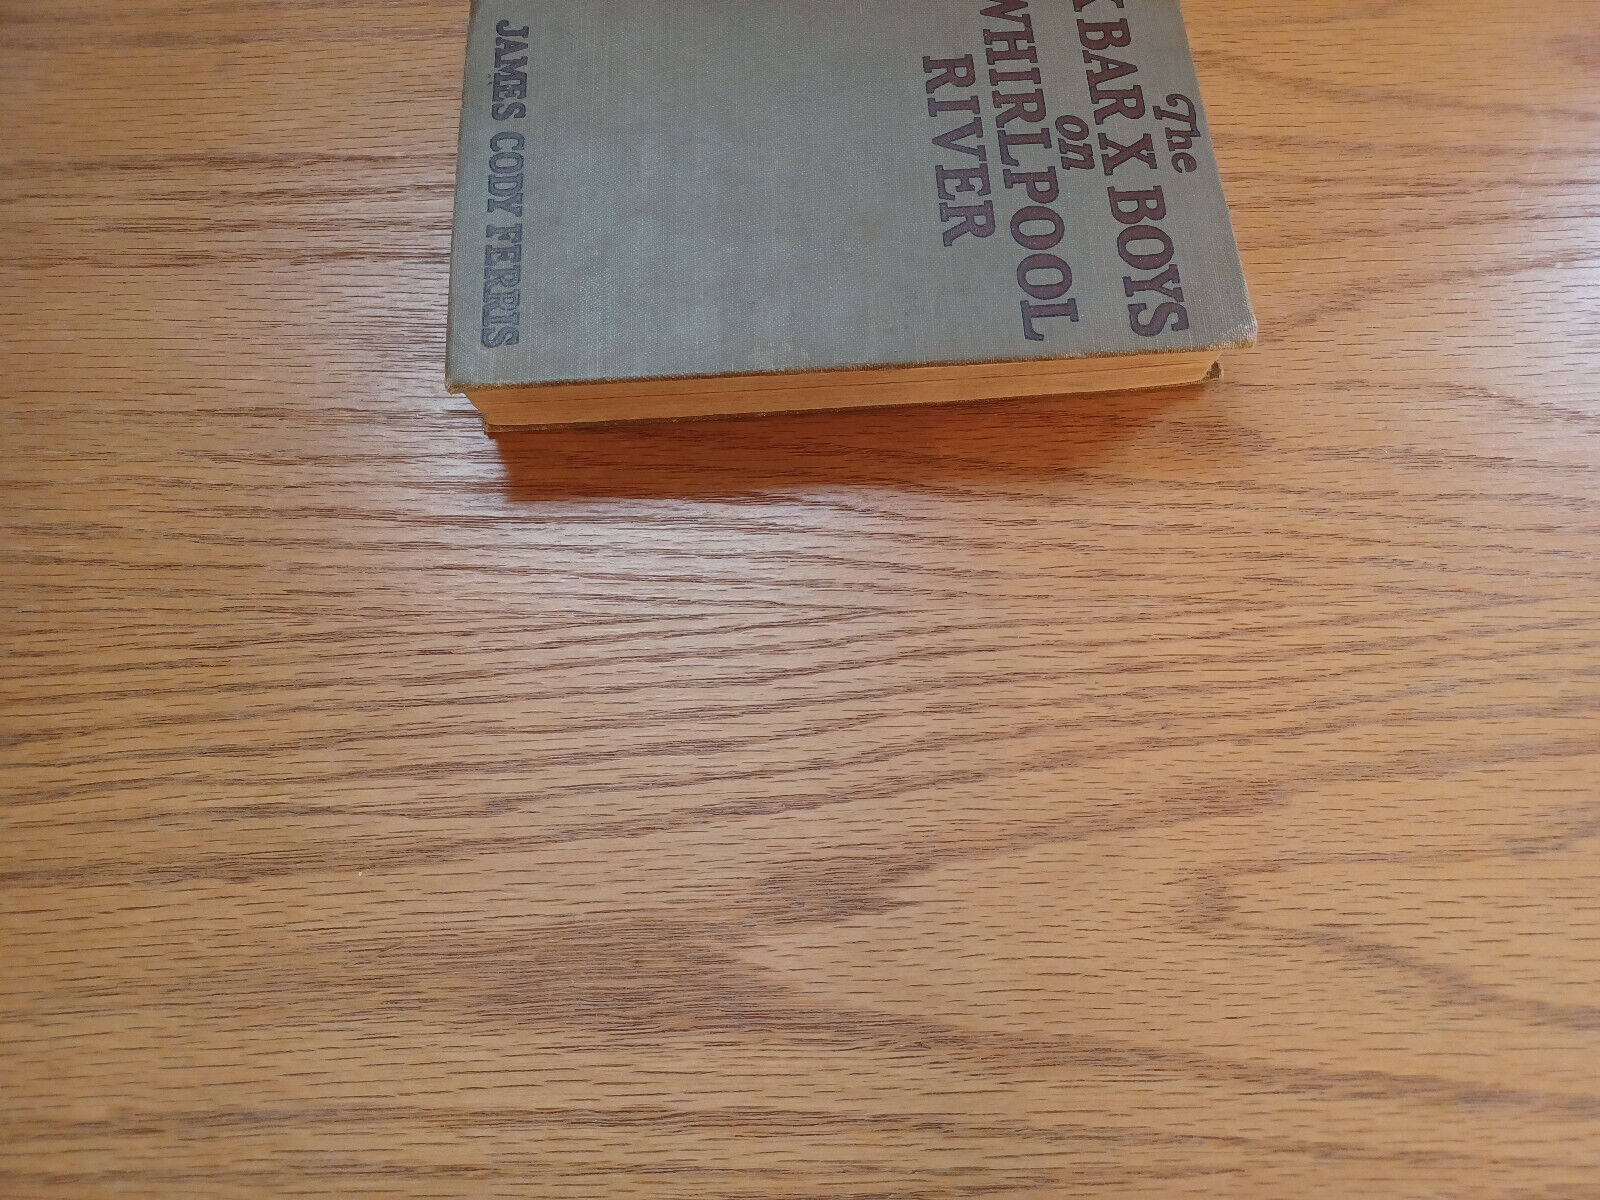 The
X BAR X BOYS
on
WHIRLPOOL
RIVER
JAMES CODY FERRIS